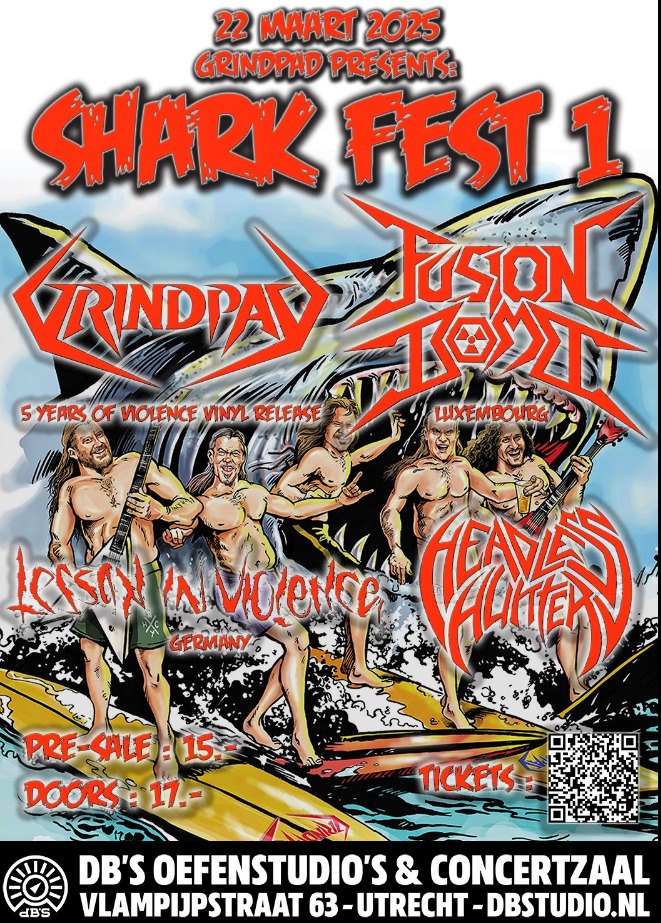 22 MAART 2025
GRINDPAD PRESENTS:
SHARK FEST 1
GRINDPAD
FUSION
BOMB
5 YEARS OF VIOLENCE VINYL RELEASE
LUXEMBOURG
LESSON IN VIOLENCE
GERMANY
HEADLESS
HUNTER
PRE-SALE : 15.-
DOORS : 17.-
TICKETS :
dB'S
DB'S OEFENSTUDIO'S & CONCERTZAAL
VLAMPIJPSTRAAT 63 - UTRECHT - DBSTUDIO.NL